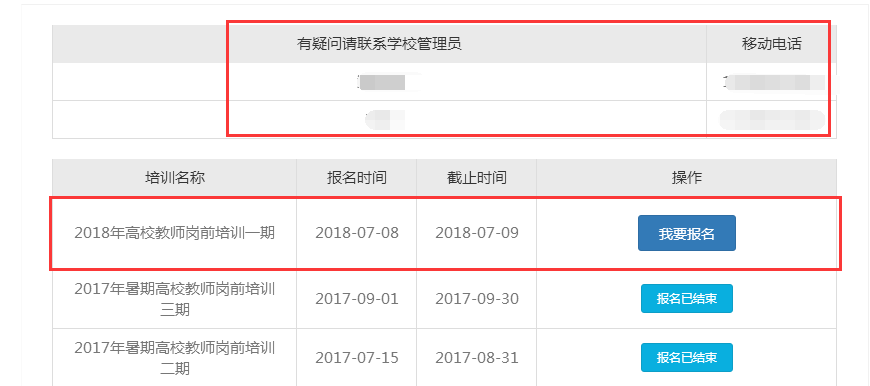 有疑问请联系学校管理员 移动电话
培训名称 报名时间 截止时间 操作
2018年高校教师岗前培训一期 2018-07-08 2018-07-09 我要报名
2017年暑期高校教师岗前培训
三期 2017-09-01 2017-09-30 报名已结束
2017年暑期高校教师岗前培训
二期 2017-07-15 2017-08-31 报名已结束